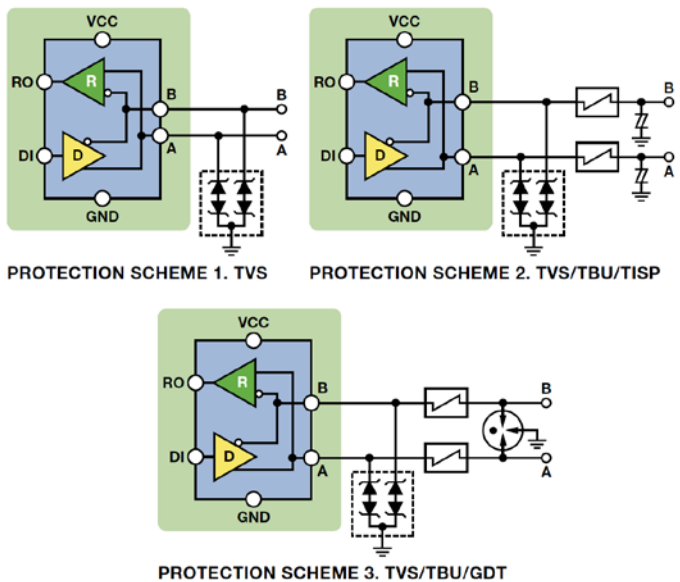 VCC
VCC
RO
R
B
B
RO
R
B
B
DI
D
A
A
DI
D
A
A
GND
GND
PROTECTION SCHEME 1. TVS
PROTECTION SCHEME 2. TVS/TBU/TISP
VCC
RO
R
B
B
DI
D
A
A
GND
PROTECTION SCHEME 3. TVS/TBU/GDT